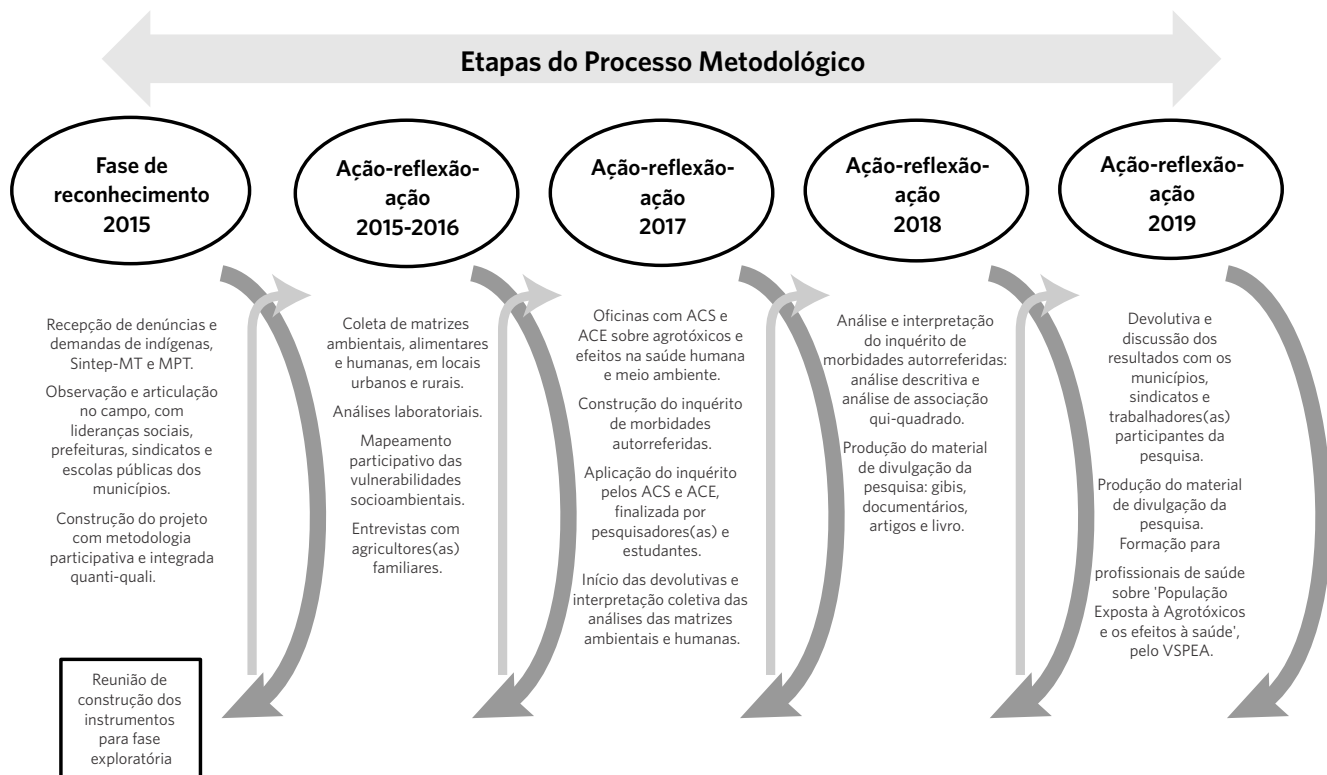 Etapas do Processo Metodológico
Fase de
reconhecimento
2015
Recepção de denúncias e
demandas de indígenas,
Sintep-MT e MPT.
Observação e articulação
no campo, com
lideranças sociais,
prefeituras, sindicatos e
escolas públicas dos
municípios.
Construção do projeto
com metodologia
participativa e integrada
quanti-quali.
Reunião de
construção dos
instrumentos
para fase
exploratória
Ação-reflexão-
ação
2015-2016
Coleta de matrizes
ambientais, alimentares
e humanas, em locais
urbanos e rurais.
Análises laboratoriais.
Mapeamento
participativo das
vulnerabilidades
socioambientais.
Entrevistas com
agricultores(as)
familiares.
Ação-reflexão-
ação
2017
Oficinas com ACS e
ACE sobre agrotóxicos e
efeitos na saúde humana
e meio ambiente.
Construção do inquérito
de morbidades
autorreferidas.
Aplicação do inquérito
pelos ACS e ACE,
finalizada por
pesquisadores(as) e
estudantes.
Início das devolutivas e
interpretação coletiva das
análises das matrizes
ambientais e humanas.
Ação-reflexão-
ação
2018
Análise e interpretação
do inquérito de
morbidades autorreferidas:
análise descritiva e
análise de associação
qui-quadrado.
Produção do material
de divulgação da
pesquisa: gibis,
documentários,
artigos e livro.
Ação-reflexão-
ação
2019
Devolutiva e
discussão dos
resultados com os
municípios,
sindicatos e
trabalhadores(as)
participantes da
pesquisa.
Produção do material
de divulgação da
pesquisa.
Formação para
profissionais de saúde
sobre 'População
Exposta à Agrotóxicos
e os efeitos à saúde',
pelo VSPEA.